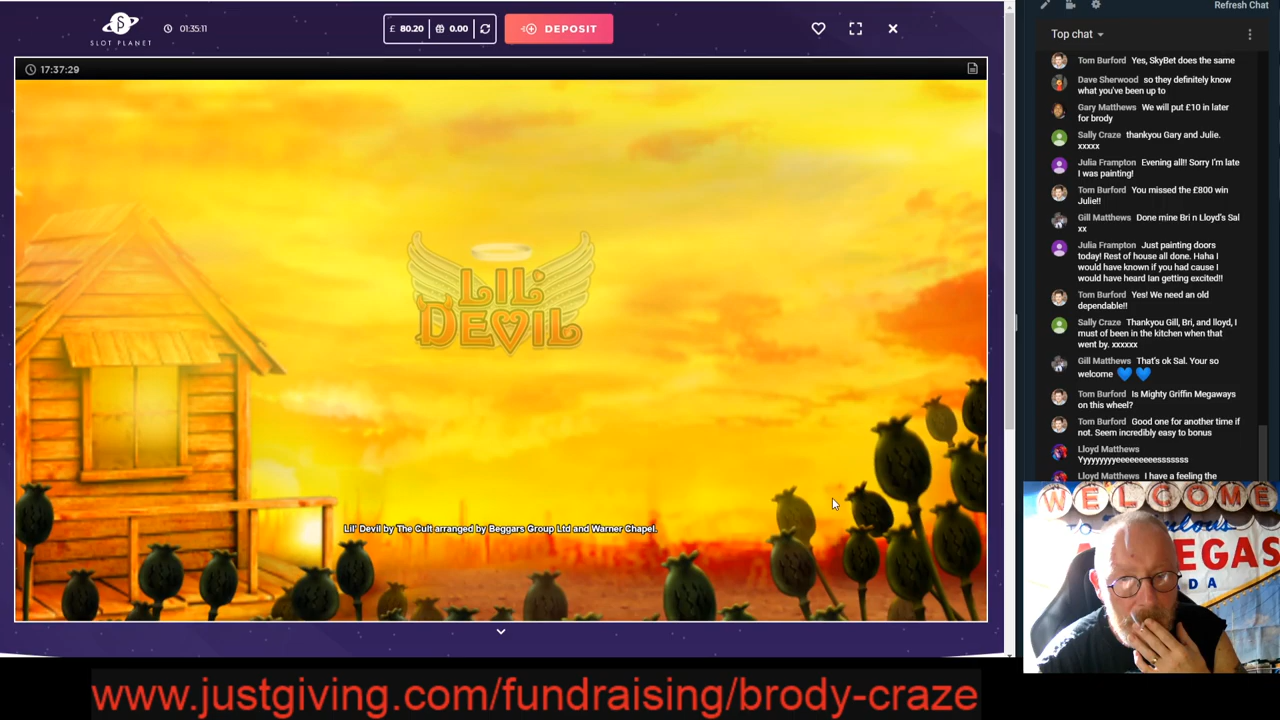 SLOT PLANET
01:35:11
£ 80.20
0.00
DEPOSIT
17:37:29
LIL'
DEVIL
Lil' Devil by The Cult arranged by Beggars Group Ltd and Warner Chapel.
www.justgiving.com/fundraising/brody-craze
Refresh Chat
Top chat
Tom Burford Yes, SkyBet does the same
Dave Sherwood so they definitely know
what you've been up to
Gary Matthews We will put £10 in later
for brody
Sally Craze thankyou Gary and Julie.
xxxxx
Julia Frampton Evening all!! Sorry I'm late
I was painting!
Tom Burford You missed the £800 win
Julie!!
Gill Matthews Done mine Bri n Lloyd's Sal
xx
Julia Frampton Just painting doors
today! Rest of house all done. Haha I
would have known if you had cause I
would have heard Ian getting excited!!
Tom Burford Yes! We need an old
dependable!!
Sally Craze Thankyou Gill, Bri, and lloyd, I
must of been in the kitchen when that
went by. xxxxxx
Gill Matthews That's ok Sal. Your so
welcome 💙 💙
Tom Burford Is Mighty Griffin Megaways
on this wheel?
Tom Burford Good one for another time if
not. Seem incredibly easy to bonus
Lloyd Matthews
Yyyyyyyyeeeeeeeeesssssss
Lloyd Matthews I have a feeling the
WELCOME